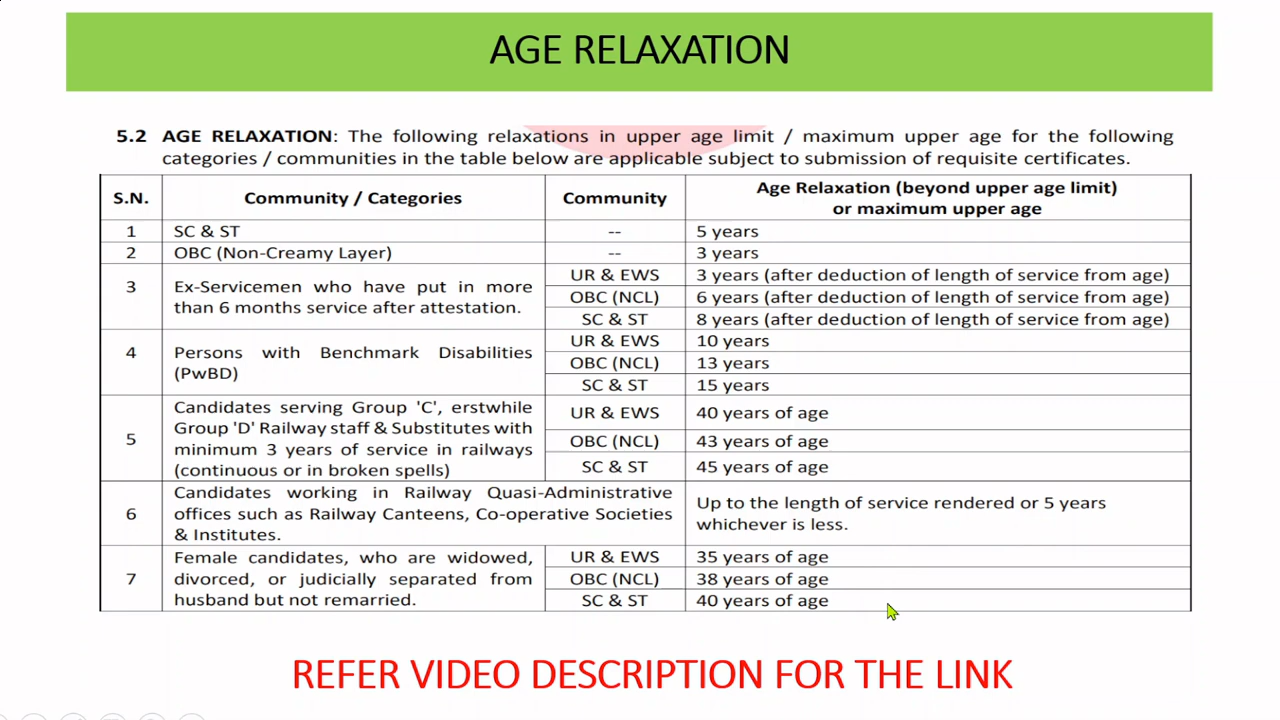 AGE RELAXATION
5.2 AGE RELAXATION: The following relaxations in upper age limit / maximum upper age for the following
categories / communities in the table below are applicable subject to submission of requisite certificates.
S.N. Community / Categories Community Age Relaxation (beyond upper age limit)
or maximum upper age
1 SC & ST -- 5 years
2 OBC (Non-Creamy Layer) -- 3 years
3 Ex-Servicemen who have put in more
than 6 months service after attestation.
UR & EWS 3 years (after deduction of length of service from age)
OBC (NCL) 6 years (after deduction of length of service from age)
SC & ST 8 years (after deduction of length of service from age)
4 Persons with Benchmark Disabilities
(PwBD)
UR & EWS 10 years
OBC (NCL) 13 years
SC & ST 15 years
5 Candidates serving Group 'C', erstwhile
Group 'D' Railway staff & Substitutes with
minimum 3 years of service in railways
(continuous or in broken spells)
UR & EWS 40 years of age
OBC (NCL) 43 years of age
SC & ST 45 years of age
6 Candidates working in Railway Quasi-Administrative
offices such as Railway Canteens, Co-operative Societies
& Institutes.
Up to the length of service rendered or 5 years
whichever is less.
7 Female candidates, who are widowed,
divorced, or judicially separated from
husband but not remarried.
UR & EWS 35 years of age
OBC (NCL) 38 years of age
SC & ST 40 years of age
REFER VIDEO DESCRIPTION FOR THE LINK